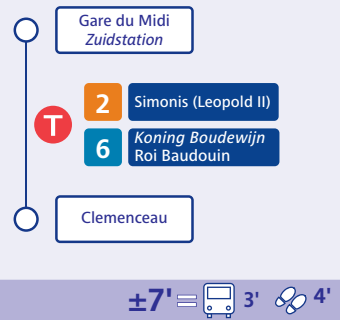 Gare du Midi
Zuidstation
T
2 Simonis (Leopold II)
6 Koning Boudewijn
Roi Baudouin
Clemenceau
±7' = 3' 4'